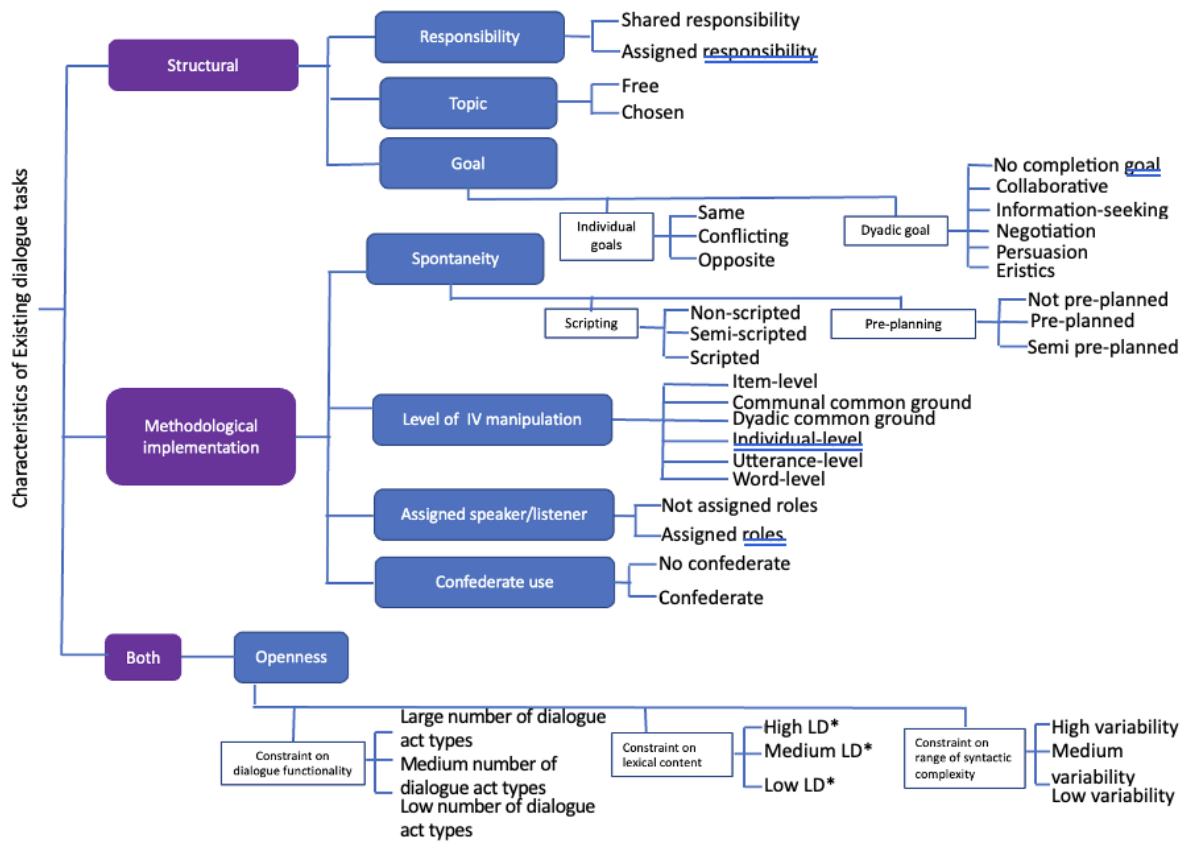 Characteristics of Existing dialogue tasks
Structural
Responsibility
Shared responsibility
Assigned responsibility
Topic
Free
Chosen
Goal
Individual
goals
Same
Conflicting
Opposite
Dyadic goal
No completion goal
Collaborative
Information-seeking
Negotiation
Persuasion
Eristics
Methodological
implementation
Spontaneity
Scripting
Non-scripted
Semi-scripted
Scripted
Pre-planning
Not pre-planned
Pre-planned
Semi pre-planned
Level of IV manipulation
Item-level
Communal common ground
Dyadic common ground
Individual-level
Utterance-level
Word-level
Assigned speaker/listener
Not assigned roles
Assigned roles
Confederate use
No confederate
Confederate
Both
Openness
Constraint on
dialogue functionality
Large number of dialogue
act types
Medium number of
dialogue act types
Low number of dialogue
act types
Constraint on
lexical content
High LD*
Medium LD*
Low LD*
Constraint on
range of syntactic
complexity
High variability
Medium
variability
Low variability